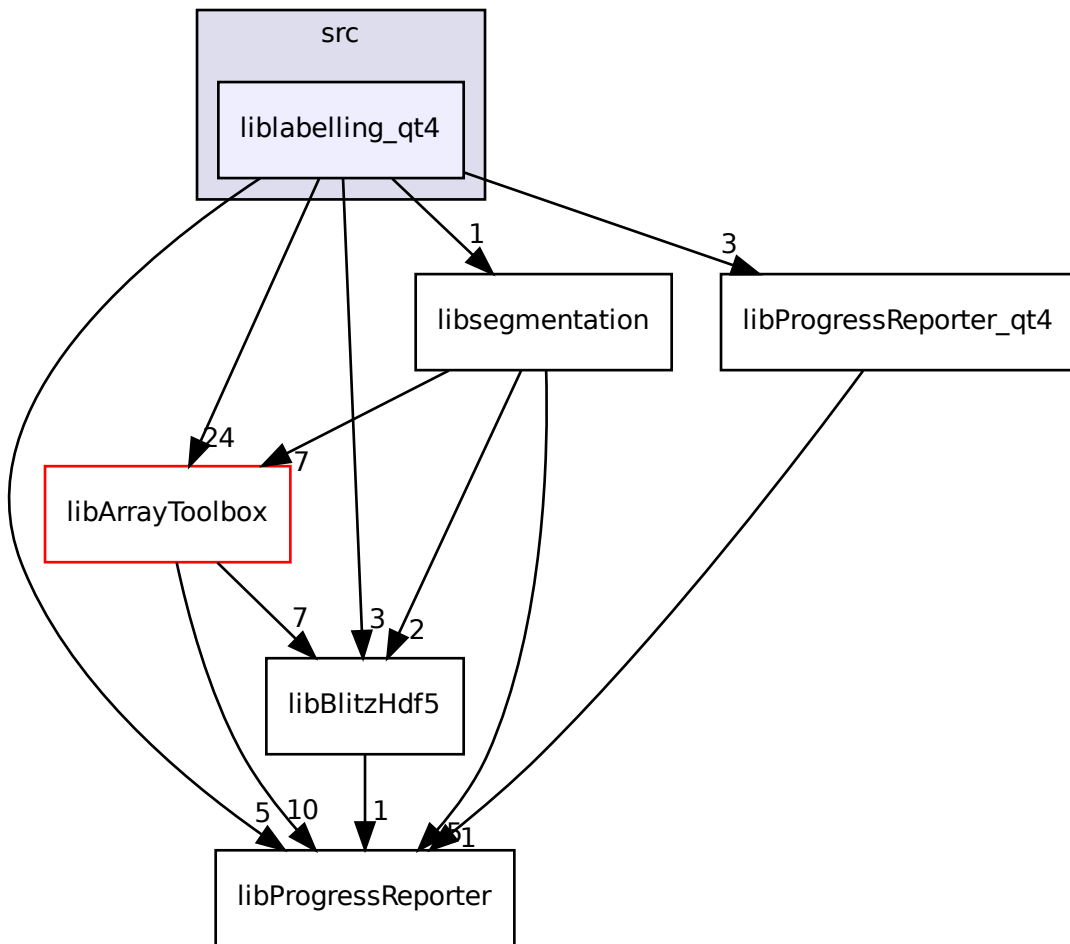 src
liblabelling_qt4
1
3
libsegmentation
libProgressReporter_qt4
24
7
libArrayToolbox
7
3
2
libBlitzHdf5
5
10
1
5
1
libProgressReporter